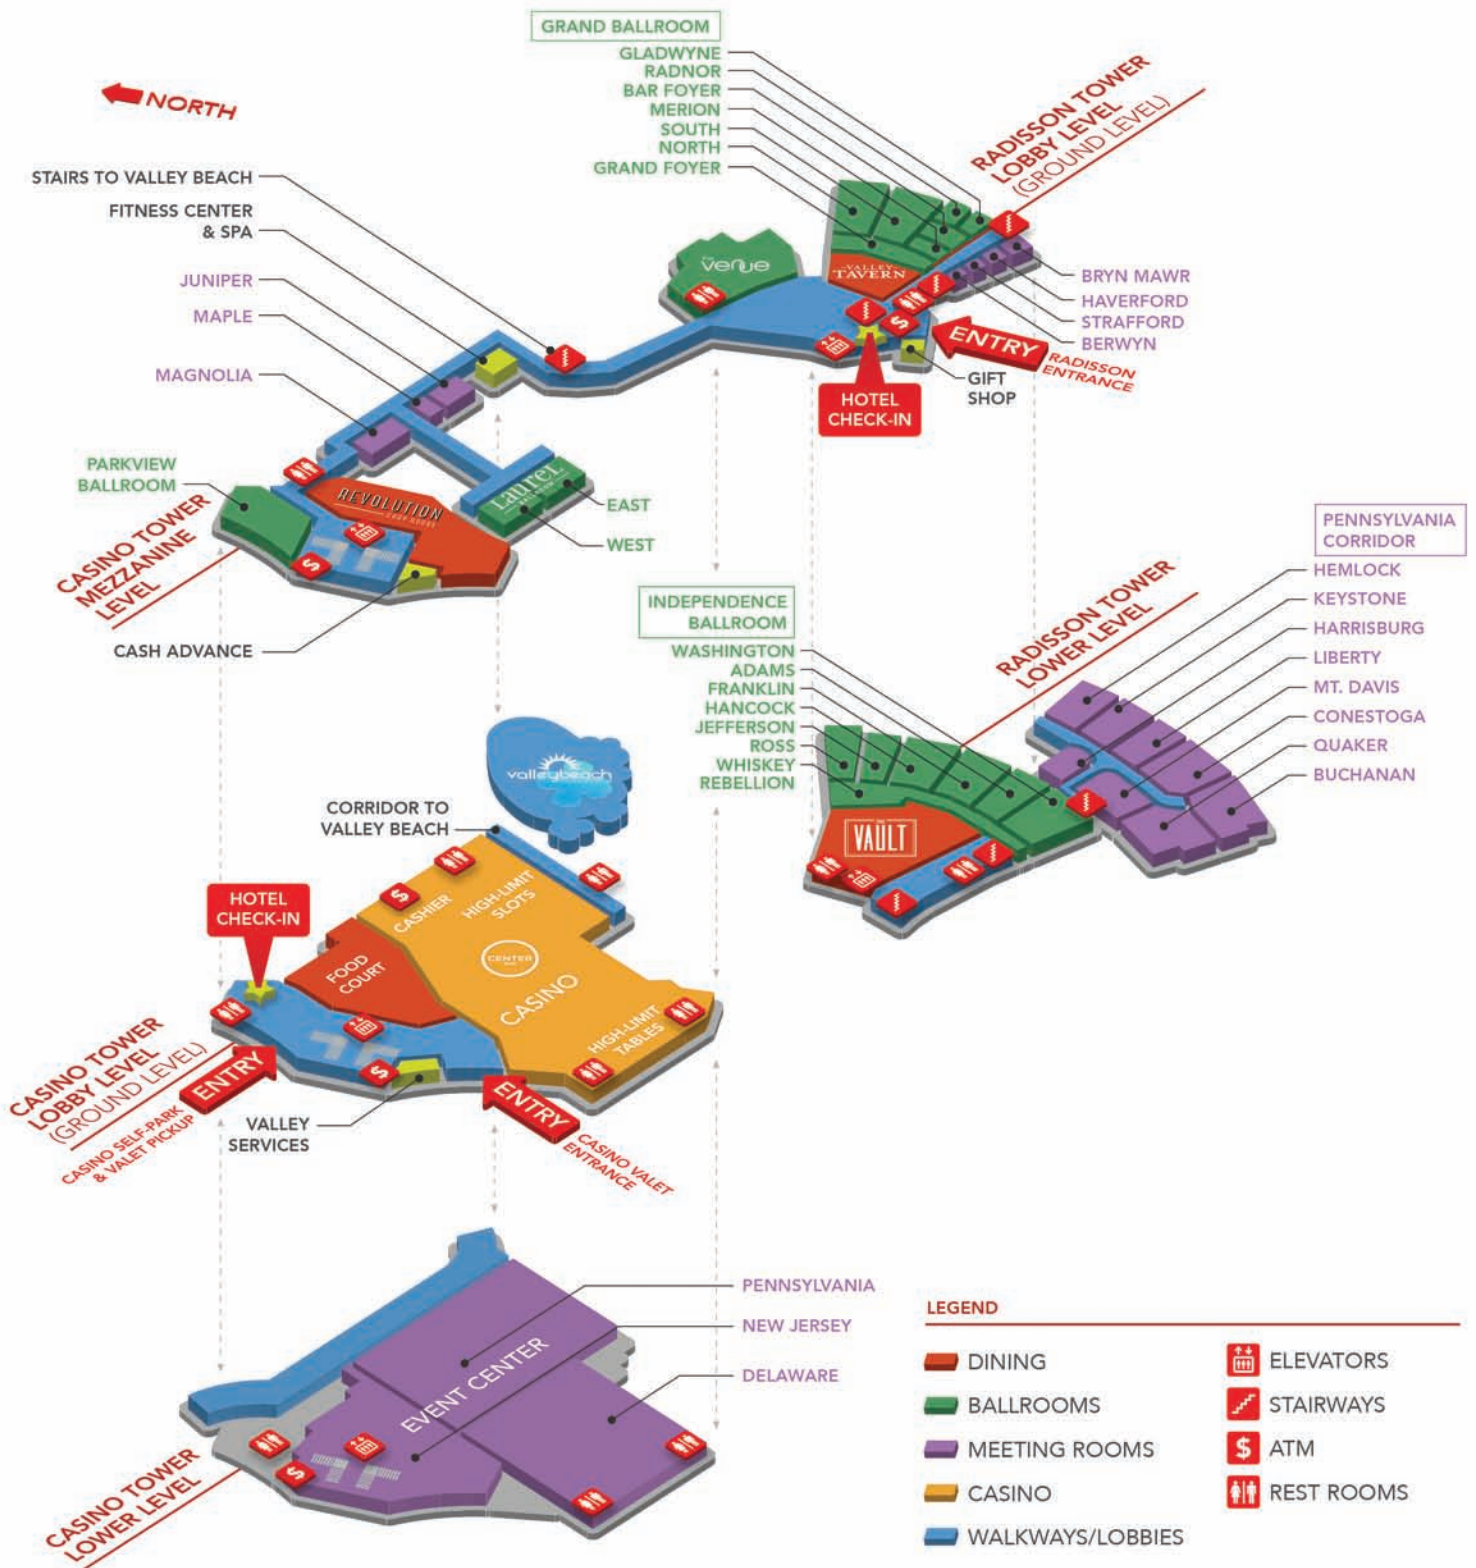 GRAND BALLROOM
GLADWYNE
RADNOR
BAR FOYER
MERION
SOUTH
NORTH
GRAND FOYER
NORTH
RADISSON TOWER
LOBBY LEVEL
(GROUND LEVEL)
STAIRS TO VALLEY BEACH
FITNESS CENTER
& SPA
JUNIPER
MAPLE
MAGNOLIA
PARKVIEW
BALLROOM
venue
VALLEY
TAVERN
BRYN MAWR
HAVERFORD
STRAFFORD
BERWYN
ENTRY
RADISSON
ENTRANCE
GIFT
SHOP
HOTEL
CHECK-IN
REVOLUTION
Laurel
EAST
WEST
CASINO TOWER
MEZZANINE
LEVEL
CASH ADVANCE
PENNSYLVANIA
CORRIDOR
HEMLOCK
KEYSTONE
HARRISBURG
LIBERTY
MT. DAVIS
CONESTOGA
QUAKER
BUCHANAN
RADISSON TOWER
LOWER LEVEL
INDEPENDENCE
BALLROOM
WASHINGTON
ADAMS
FRANKLIN
HANCOCK
JEFFERSON
ROSS
WHISKEY
REBELLION
VAULT
valleybeach
CORRIDOR TO
VALLEY BEACH
HOTEL
CHECK-IN
CASHIER
HIGH-LIMIT
SLOTS
CENTER
FOOD
COURT
CASINO
HIGH-LIMIT
TABLES
CASINO TOWER
LOBBY LEVEL
(GROUND LEVEL)
ENTRY
CASINO SELF-PARK
& VALET PICKUP
VALLEY
SERVICES
ENTRY
CASINO VALET
ENTRANCE
PENNSYLVANIA
NEW JERSEY
DELAWARE
EVENT CENTER
CASINO TOWER
LOWER LEVEL
LEGEND
DINING
BALLROOMS
MEETING ROOMS
CASINO
WALKWAYS/LOBBIES
ELEVATORS
STAIRWAYS
$ ATM
REST ROOMS